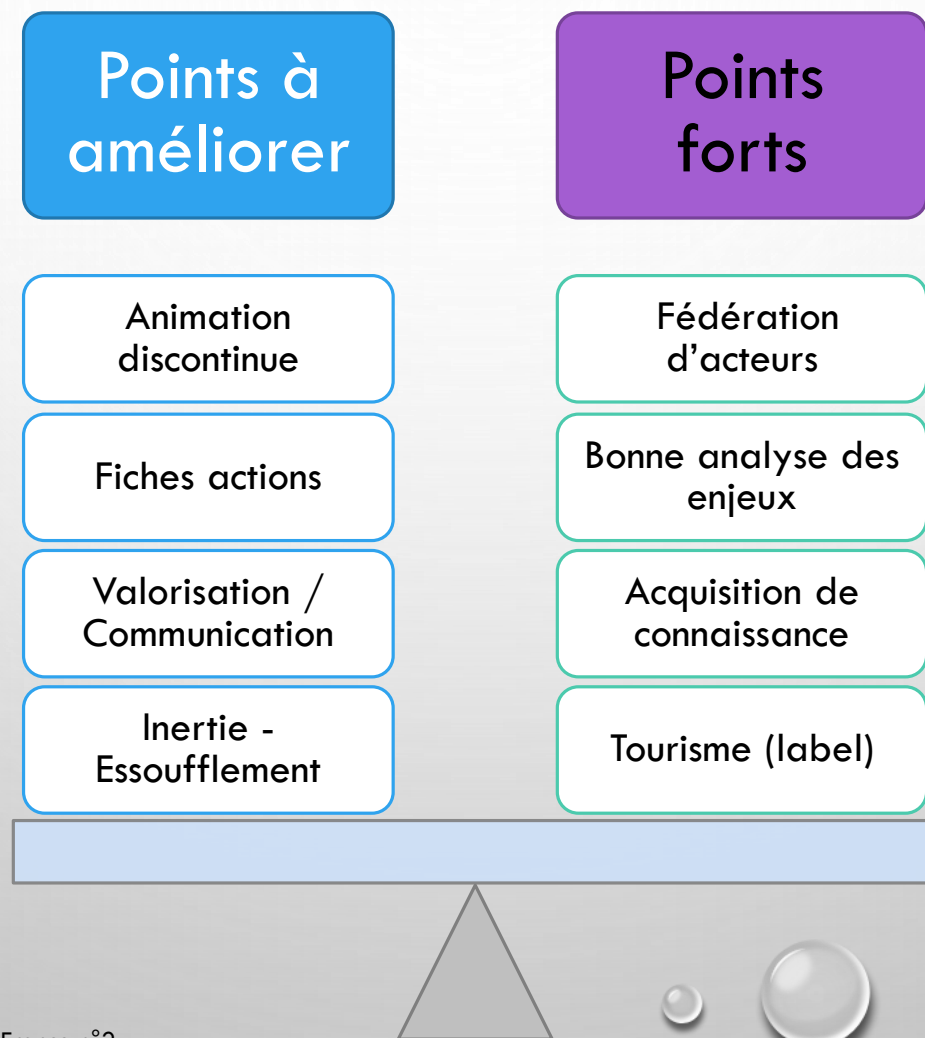 Points à
améliorer
Animation
discontinue
Fiches actions
Valorisation /
Communication
Inertie -
Essoufflement
Points
forts
Fédération
d’acteurs
Bonne analyse des
enjeux
Acquisition de
connaissance
Tourisme (label)